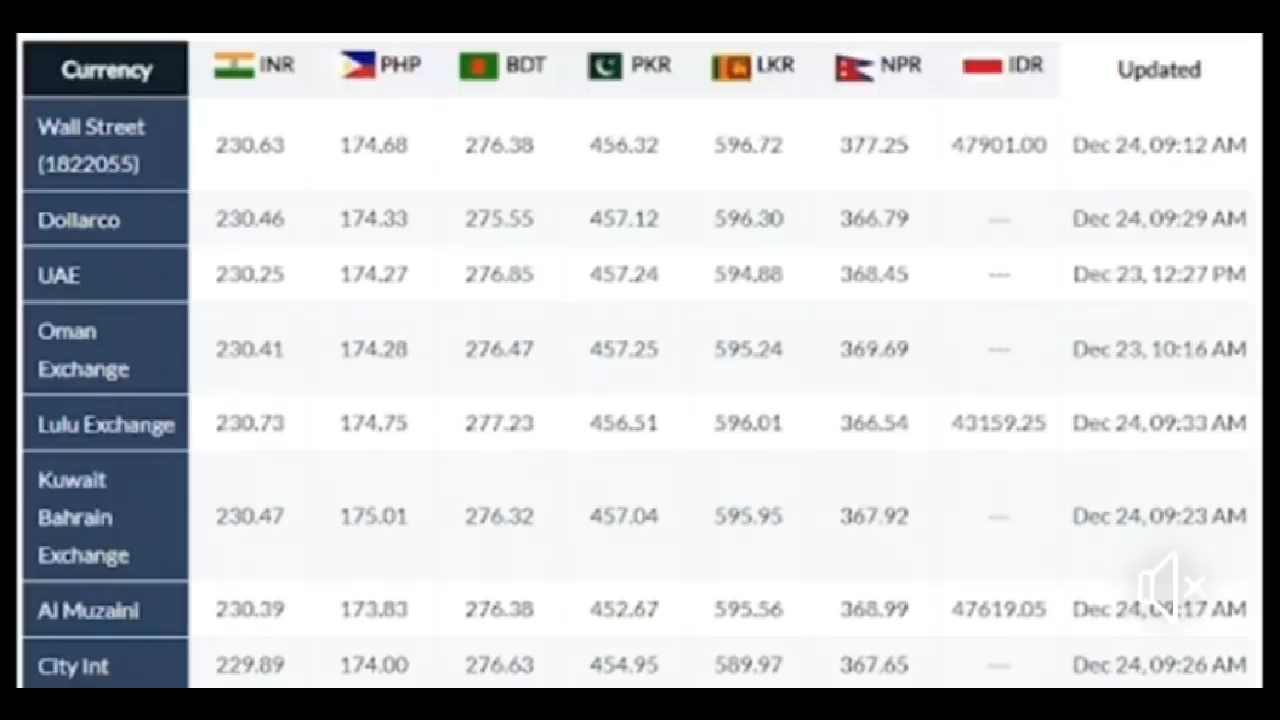 Currency INR PHP BDT PKR LKR NPR IDR Updated
Wall Street
(1822055) 230.63 174.68 276.38 456.32 596.72 377.25 47901.00 Dec 24, 09:12 AM
Dollarco 230.46 174.33 275.55 457.12 596.30 366.79 --- Dec 24, 09:29 AM
UAE 230.25 174.27 276.85 457.24 594.88 368.45 --- Dec 23, 12:27 PM
Oman
Exchange 230.41 174.28 276.47 457.25 595.24 369.69 --- Dec 23, 10:16 AM
Lulu Exchange 230.73 174.75 277.23 456.51 596.01 366.54 43159.25 Dec 24, 09:33 AM
Kuwait
Bahrain
Exchange 230.47 175.01 276.32 457.04 595.95 367.92 --- Dec 24, 09:23 AM
Al Muzaini 230.39 173.83 276.38 452.67 595.56 368.99 47619.05 Dec 24, 09:17 AM
City Int 229.89 174.00 276.63 454.95 589.97 367.65 --- Dec 24, 09:26 AM